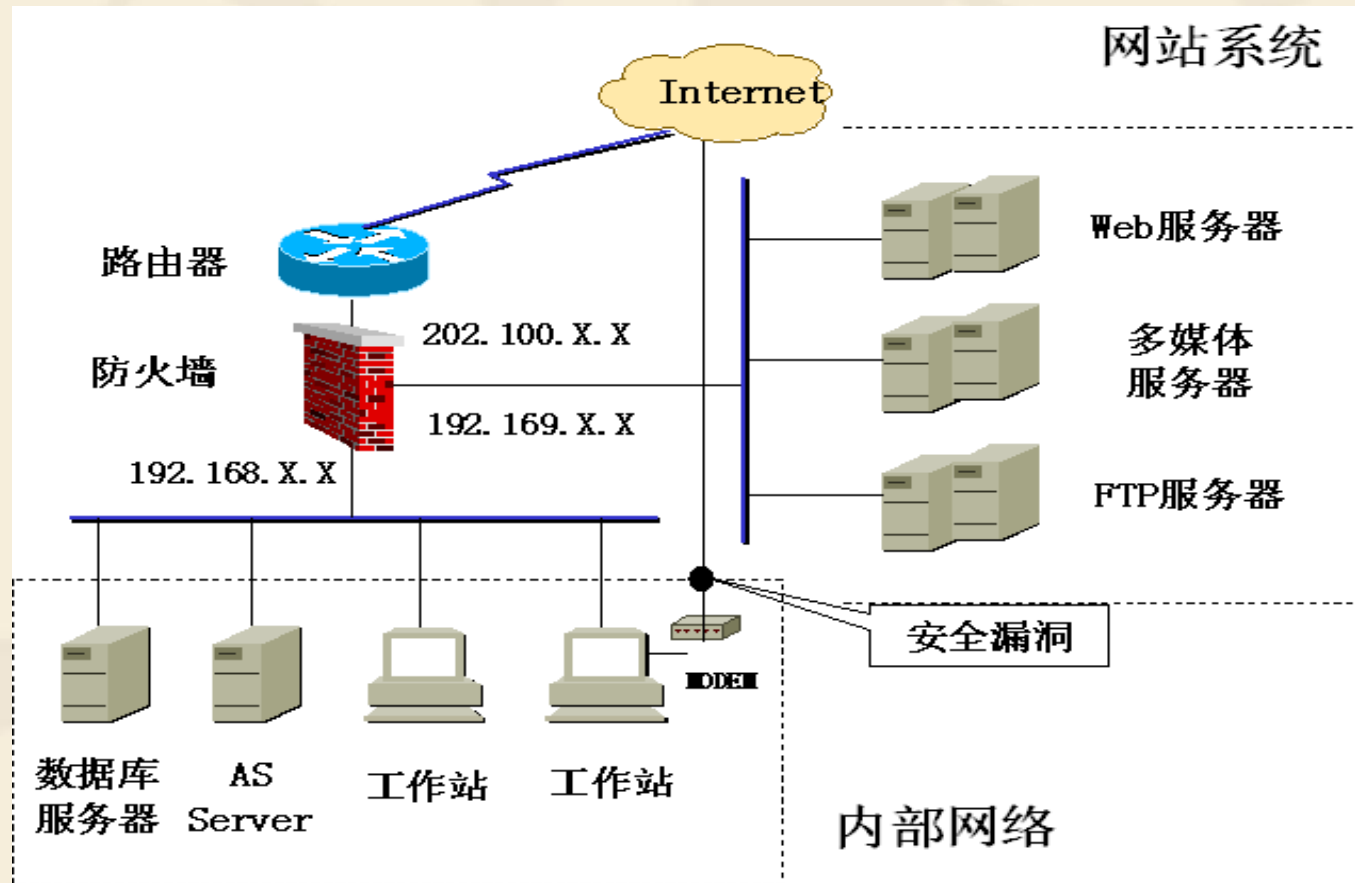 网站系统
Internet
Web服务器
路由器
202.100.X.X
多媒体
服务器
防火墙
192.169.X.X
192.168.X.X
FTP服务器
安全漏洞
MODEM
数据库
服务器
AS
Server
工作站
工作站
内部网络